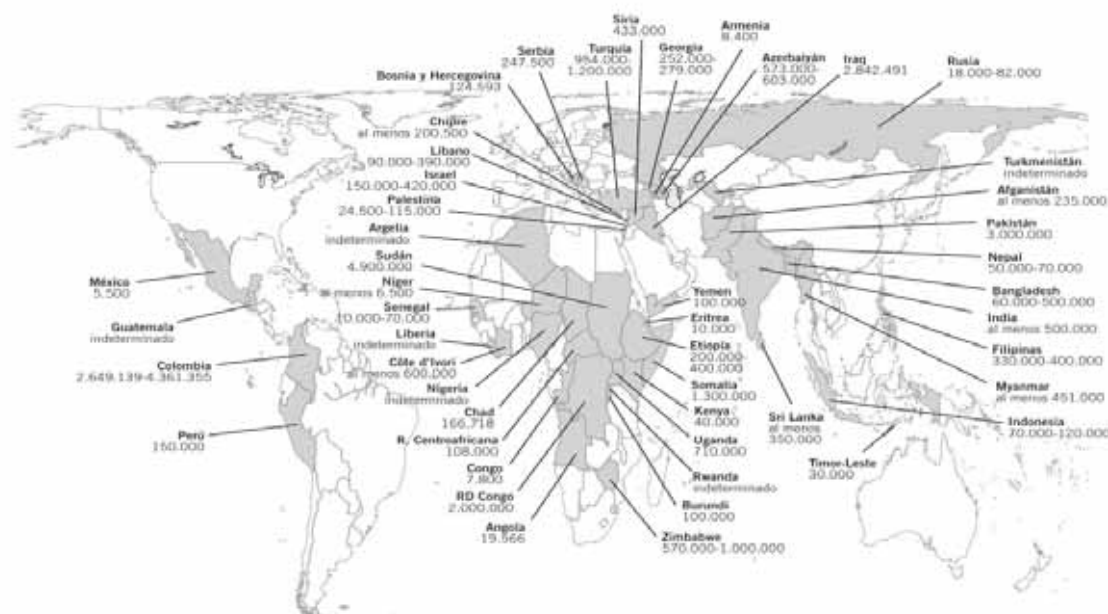 Siria
433.000
Armenia
8.400
Serbia
247.500
Turquía
954.000-
1.200.000
Georgia
252.000-
279.000
Azerbaiyán
573.000-
603.000
Iraq
2.842.491
Rusia
18.000-82.000
Bosnia y Hercegovina
124.593
Chipre
al menos 200.500
Líbano
90.000-390.000
Israel
150.000-420.000
Palestina
24.500-115.000
Argelia
indeterminado
Sudán
4.900.000
Niger
al menos 6.500
Senegal
10.000-70.000
Liberia
indeterminado
Côte d'Ivori
al menos 600.000
Nigeria
indeterminado
Chad
166.718
R. Centroafricana
108.000
Congo
7.800
RD Congo
2.000.000
Angola
19.566
México
5.500
Guatemala
indeterminado
Colombia
2.649.139-4.361.355
Perú
150.000
Turkmenistán
indeterminado
Afganistán
al menos 235.000
Pakistán
3.000.000
Nepal
50.000-70.000
Bangladesh
60.000-500.000
India
al menos 500.000
Filipinas
330.000-400.000
Myanmar
al menos 451.000
Indonesia
70.000-120.000
Yemen
100.000
Eritrea
10.000
Etiopía
200.000-
400.000
Somalia
1.300.000
Kenya
40.000
Uganda
710.000
Rwanda
indeterminado
Burundi
100.000
Zimbabwe
570.000-1.000.000
Sri Lanka
al menos
350.000
Timor-Leste
30.000